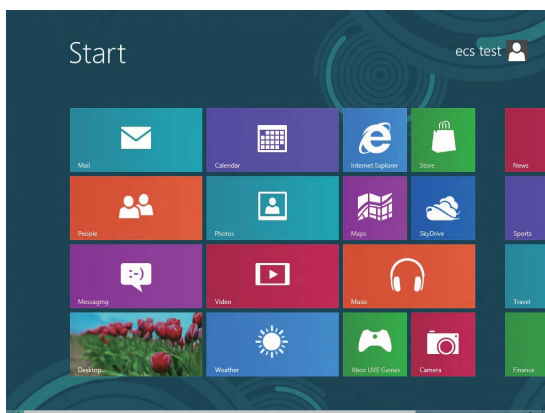 Start
ecs test
Mail
Calendar
Internet Explorer
Store
News
People
Photos
Maps
SkyDrive
Sports
Messaging
:-)
Video
Music
Travel
Desktop
Weather
Xbox LIVE Games
Camera
Finance